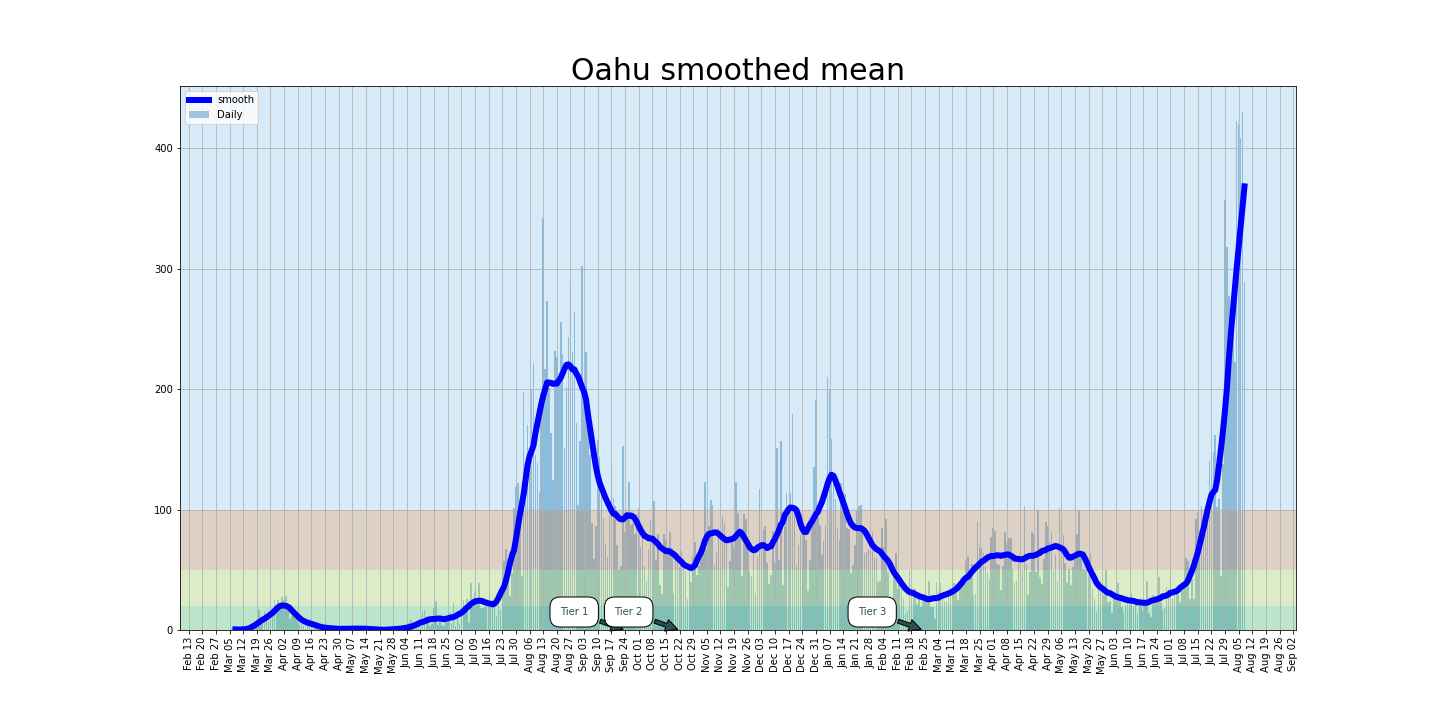 Oahu smoothed mean
smooth
Daily
400
300
200
100
0
Tier 1
Tier 2
Tier 3
Feb 13
Feb 20
Feb 27
Mar 05
Mar 12
Mar 19
Mar 26
Apr 02
Apr 09
Apr 16
Apr 23
Apr 30
May 07
May 14
May 21
May 28
Jun 04
Jun 11
Jun 18
Jun 25
Jul 02
Jul 09
Jul 16
Jul 23
Jul 30
Aug 06
Aug 13
Aug 20
Aug 27
Sep 03
Sep 10
Sep 17
Sep 24
Oct 01
Oct 08
Oct 15
Oct 22
Oct 29
Nov 05
Nov 12
Nov 19
Nov 26
Dec 03
Dec 10
Dec 17
Dec 24
Dec 31
Jan 07
Jan 14
Jan 21
Jan 28
Feb 04
Feb 11
Feb 18
Feb 25
Mar 04
Mar 11
Mar 18
Mar 25
Apr 01
Apr 08
Apr 15
Apr 22
Apr 29
May 06
May 13
May 20
May 27
Jun 03
Jun 10
Jun 17
Jun 24
Jul 01
Jul 08
Jul 15
Jul 22
Jul 29
Aug 05
Aug 12
Aug 19
Aug 26
Sep 02